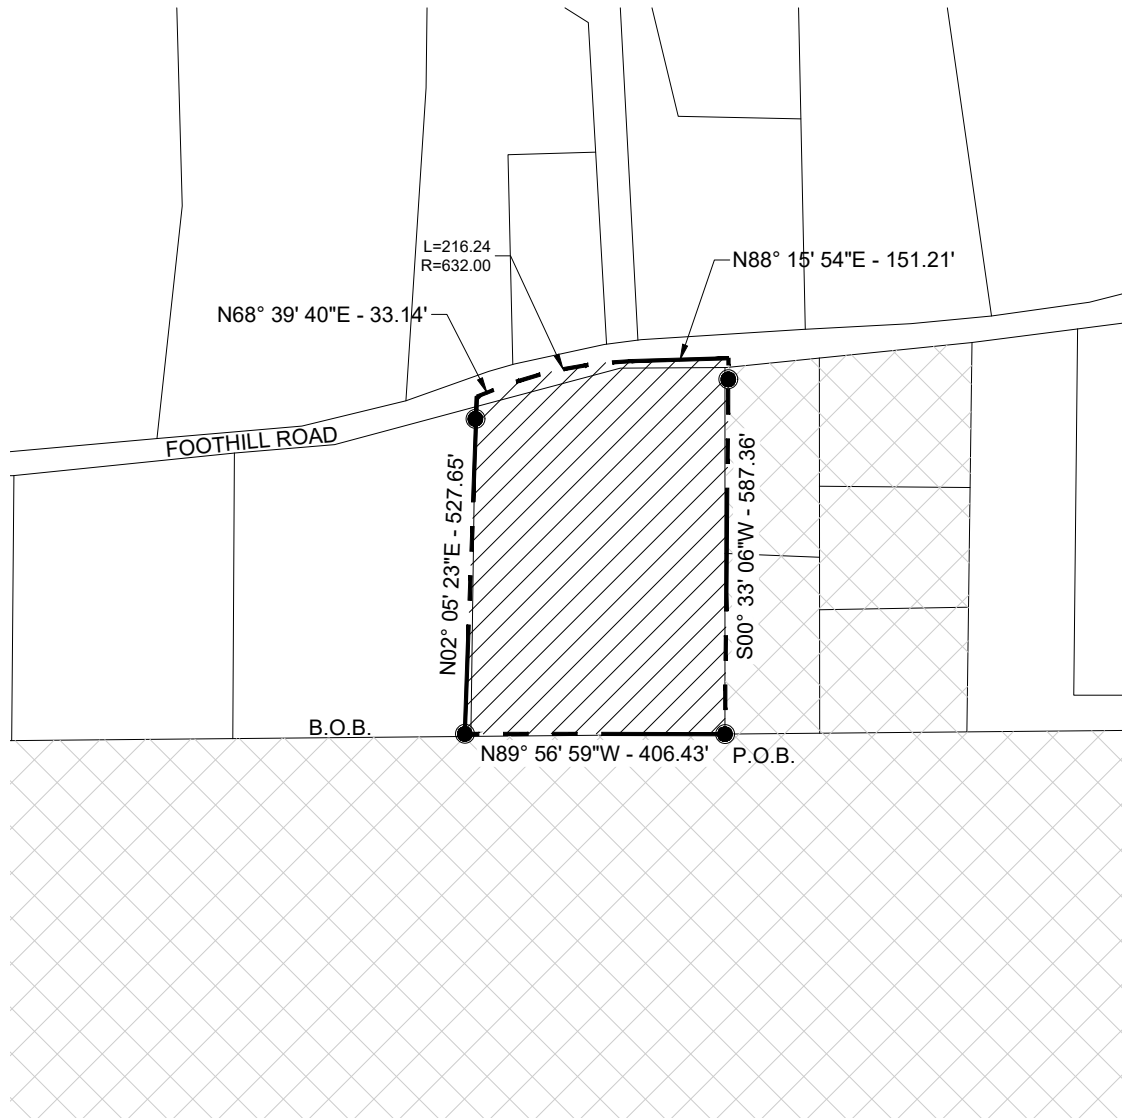 L=216.24
R=632.00
N88° 15' 54"E - 151.21'
N68° 39' 40"E - 33.14'
FOOTHILL ROAD
N02° 05' 23"E - 527.65'
S00° 33' 06"W - 587.36'
B.O.B.
N89° 56' 59"W - 406.43'
P.O.B.